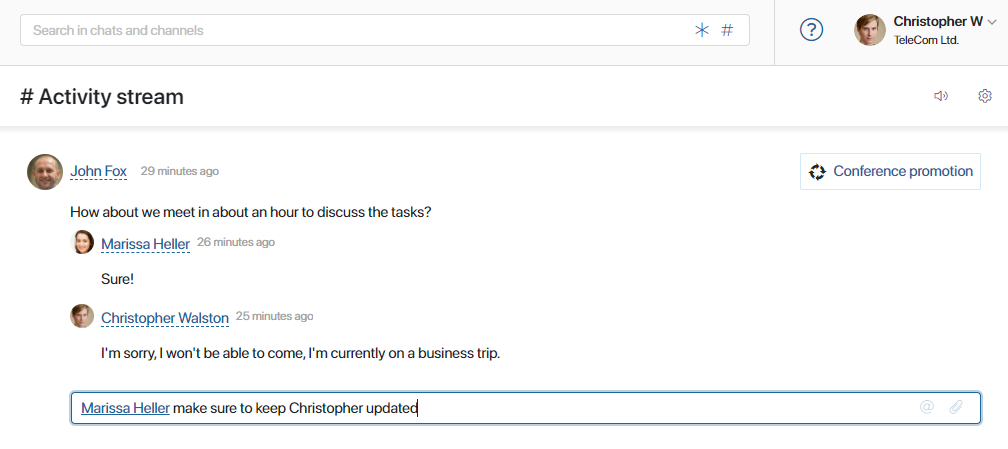 Search in chats and channels
#
?
Christopher W
TeleCom Ltd.
# Activity stream
John Fox 29 minutes ago
Conference promotion
How about we meet in about an hour to discuss the tasks?
Marissa Heller 26 minutes ago
Sure!
Christopher Walston 25 minutes ago
I'm sorry, I won't be able to come, I'm currently on a business trip.
Marissa Heller make sure to keep Christopher updated
@